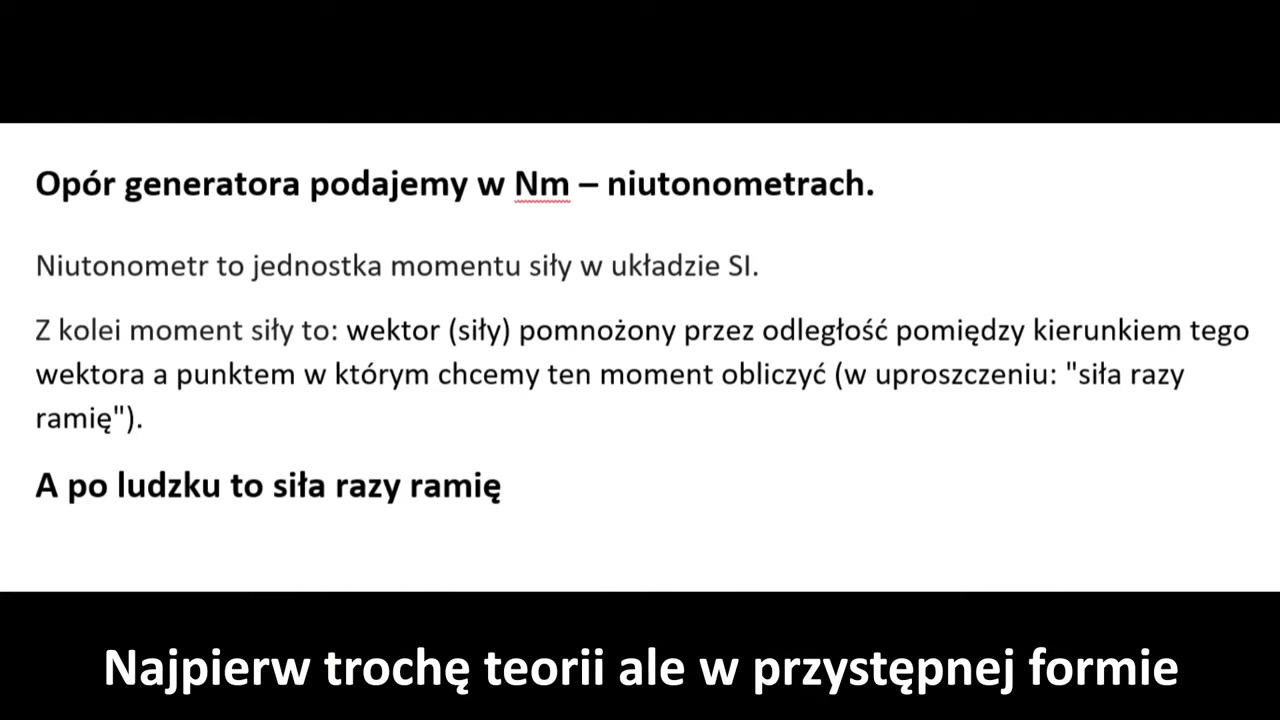 Opór generatora podajemy w Nm – niutonometrach.
Niutonometr to jednostka momentu siły w układzie SI.
Z kolei moment siły to: wektor (siły) pomnożony przez odległość pomiędzy kierunkiem tego
wektora a punktem w którym chcemy ten moment obliczyć (w uproszczeniu: "siła razy
ramię").
A po ludzku to siła razy ramię
Najpierw trochę teorii ale w przystępnej formie